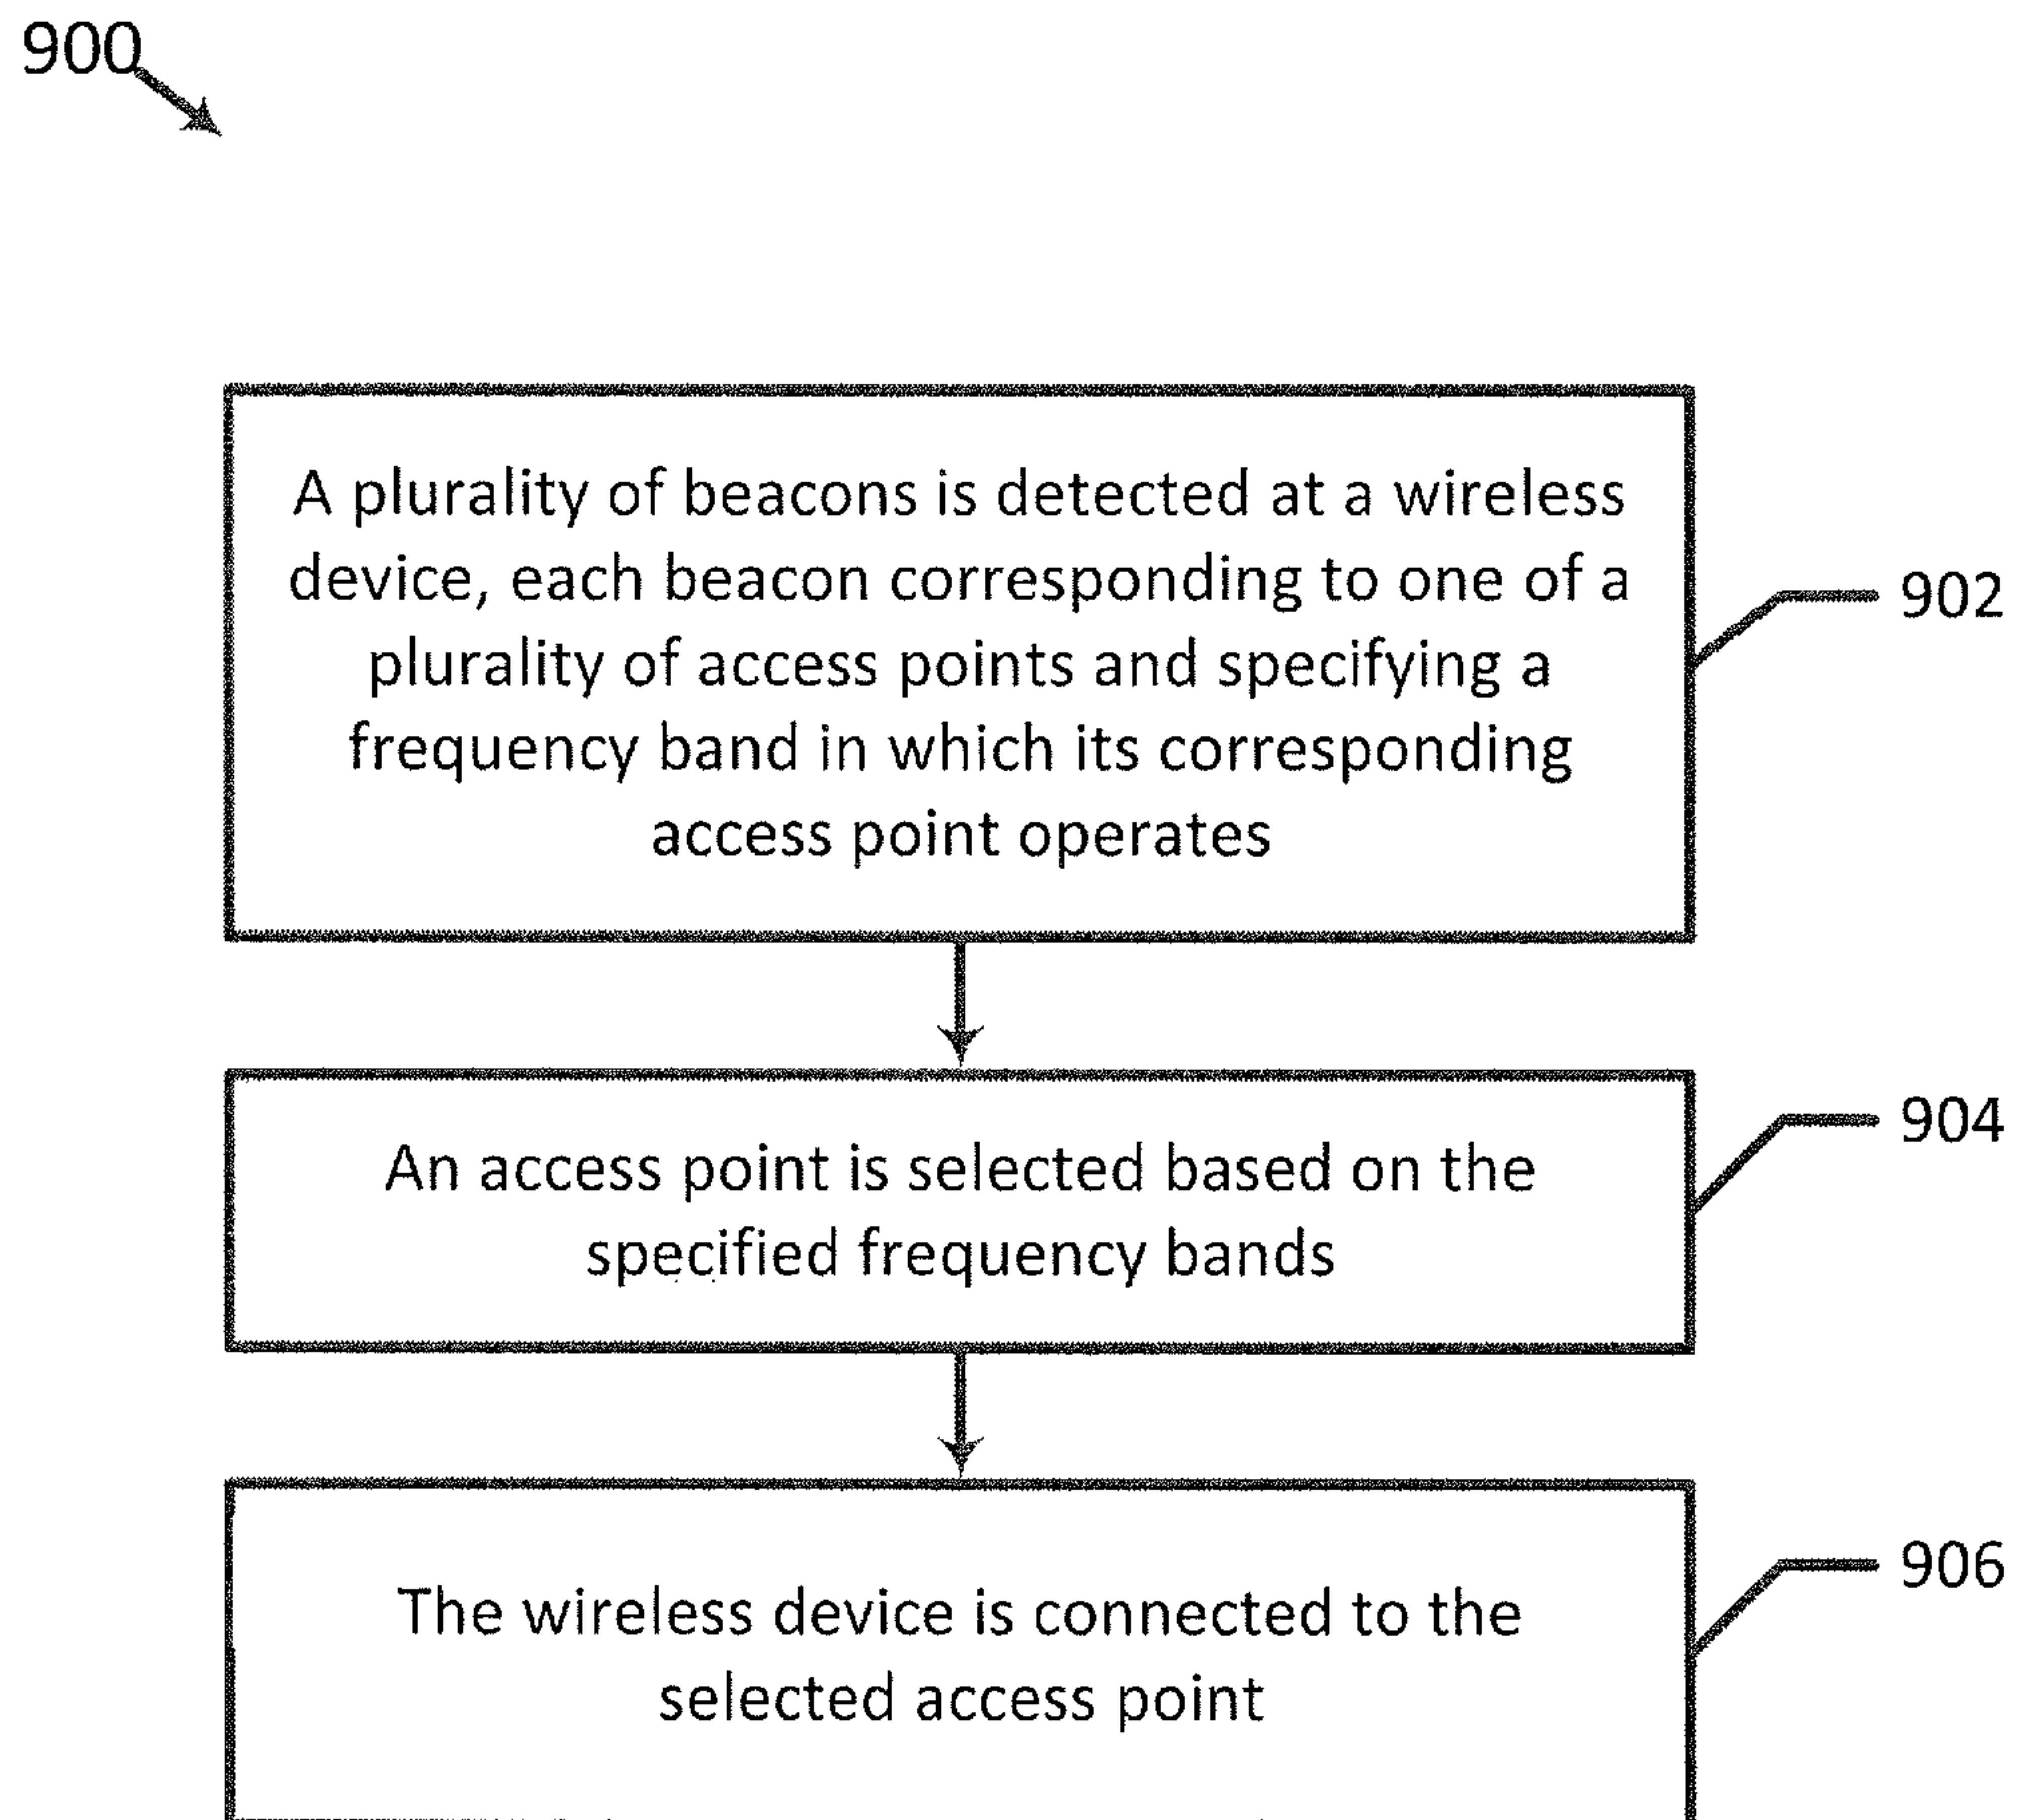 900
A plurality of beacons is detected at a wireless
device, each beacon corresponding to one of a
plurality of access points and specifying a
frequency band in which its corresponding
access point operates
902
An access point is selected based on the
specified frequency bands
904
The wireless device is connected to the
selected access point
906